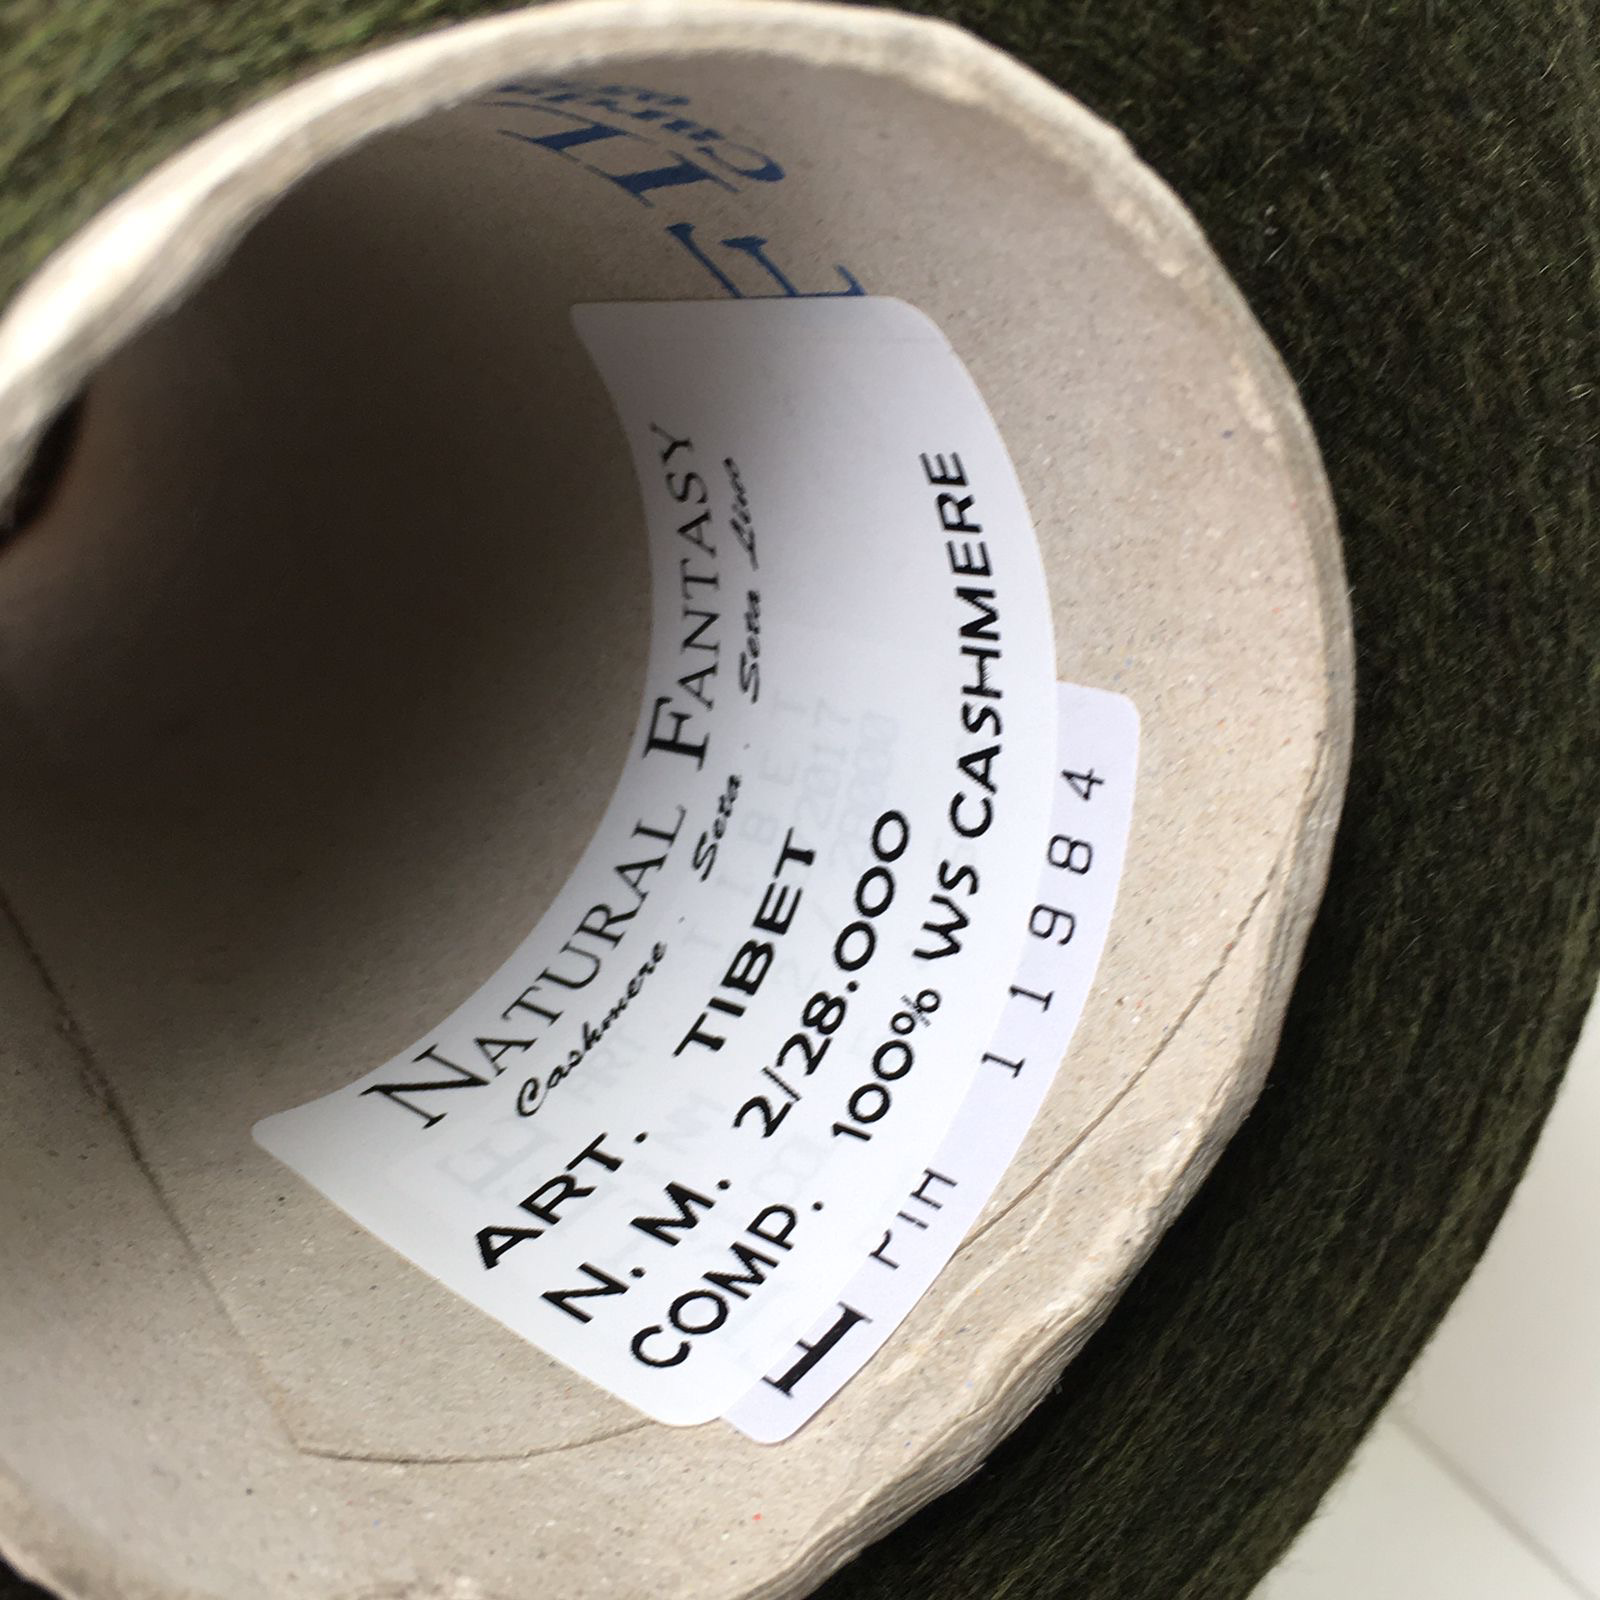 NATURAL FANTASY
Cashmere . Seta . Seta Lino
ART. TIBET
N. M. 2/28.000
COMP. 100% WS CASHMERE
11984